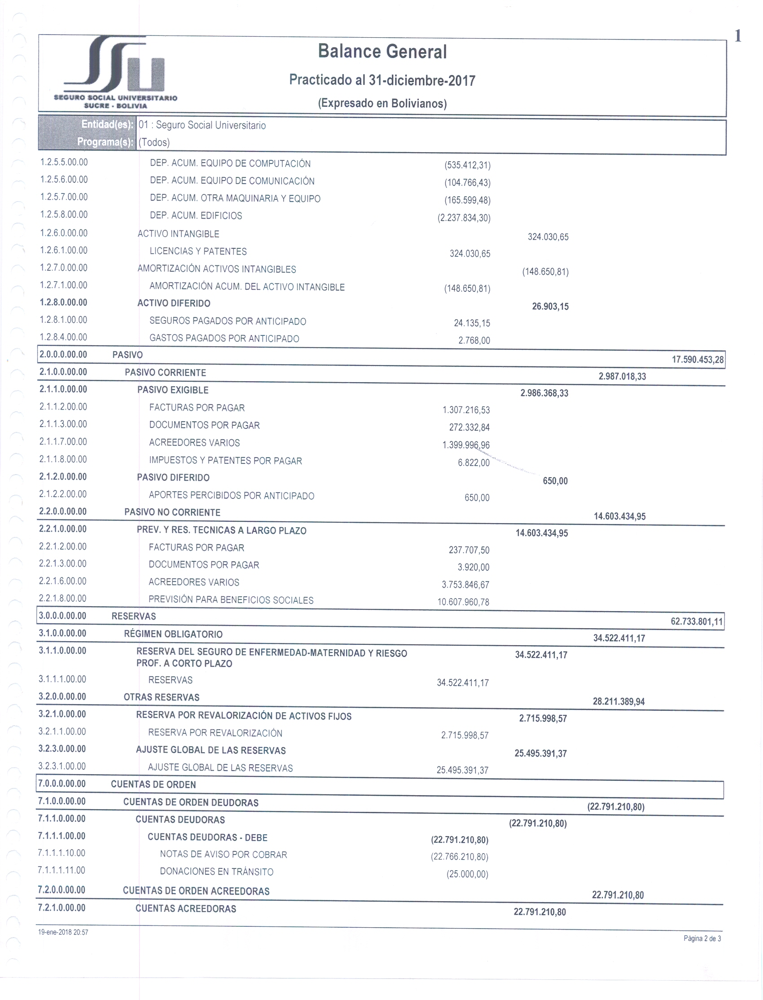 1
SEGURO SOCIAL UNIVERSITARIO
SUCRE - BOLIVIA
Balance General
Practicado al 31-diciembre-2017
(Expresado en Bolivianos)
Entidad(es): 01 : Seguro Social Universitario
Programa(s): (Todos)
1.2.5.5.00.00 DEP. ACUM. EQUIPO DE COMPUTACIÓN (535.412,31)
1.2.5.6.00.00 DEP. ACUM. EQUIPO DE COMUNICACIÓN (104.766,43)
1.2.5.7.00.00 DEP. ACUM. OTRA MAQUINARIA Y EQUIPO (165.599,48)
1.2.5.8.00.00 DEP. ACUM. EDIFICIOS (2.237.834,30)
1.2.6.0.00.00 ACTIVO INTANGIBLE 324.030,65
1.2.6.1.00.00 LICENCIAS Y PATENTES 324.030,65
1.2.7.0.00.00 AMORTIZACIÓN ACTIVOS INTANGIBLES (148.650,81)
1.2.7.1.00.00 AMORTIZACIÓN ACUM. DEL ACTIVO INTANGIBLE (148.650,81)
1.2.8.0.00.00 ACTIVO DIFERIDO 26.903,15
1.2.8.1.00.00 SEGUROS PAGADOS POR ANTICIPADO 24.135,15
1.2.8.4.00.00 GASTOS PAGADOS POR ANTICIPADO 2.768,00
2.0.0.0.00.00 PASIVO 17.590.453,28
2.1.0.0.00.00 PASIVO CORRIENTE 2.987.018,33
2.1.1.0.00.00 PASIVO EXIGIBLE 2.986.368,33
2.1.1.2.00.00 FACTURAS POR PAGAR 1.307.216,53
2.1.1.3.00.00 DOCUMENTOS POR PAGAR 272.332,84
2.1.1.7.00.00 ACREEDORES VARIOS 1.399.996,96
2.1.1.8.00.00 IMPUESTOS Y PATENTES POR PAGAR 6.822,00
2.1.2.0.00.00 PASIVO DIFERIDO 650,00
2.1.2.2.00.00 APORTES PERCIBIDOS POR ANTICIPADO 650,00
2.2.0.0.00.00 PASIVO NO CORRIENTE 14.603.434,95
2.2.1.0.00.00 PREV. Y RES. TECNICAS A LARGO PLAZO 14.603.434,95
2.2.1.2.00.00 FACTURAS POR PAGAR 237.707,50
2.2.1.3.00.00 DOCUMENTOS POR PAGAR 3.920,00
2.2.1.6.00.00 ACREEDORES VARIOS 3.753.846,67
2.2.1.8.00.00 PREVISIÓN PARA BENEFICIOS SOCIALES 10.607.960,78
3.0.0.0.00.00 RESERVAS 62.733.801,11
3.1.0.0.00.00 RÉGIMEN OBLIGATORIO 34.522.411,17
3.1.1.0.00.00 RESERVA DEL SEGURO DE ENFERMEDAD-MATERNIDAD Y RIESGO 34.522.411,17
PROF. A CORTO PLAZO
3.1.1.1.00.00 RESERVAS 34.522.411,17
3.2.0.0.00.00 OTRAS RESERVAS 28.211.389,94
3.2.1.0.00.00 RESERVA POR REVALORIZACIÓN DE ACTIVOS FIJOS 2.715.998,57
3.2.1.1.00.00 RESERVA POR REVALORIZACIÓN 2.715.998,57
3.2.3.0.00.00 AJUSTE GLOBAL DE LAS RESERVAS 25.495.391,37
3.2.3.1.00.00 AJUSTE GLOBAL DE LAS RESERVAS 25.495.391,37
7.0.0.0.00.00 CUENTAS DE ORDEN
7.1.0.0.00.00 CUENTAS DE ORDEN DEUDORAS (22.791.210,80)
7.1.1.0.00.00 CUENTAS DEUDORAS (22.791.210,80)
7.1.1.1.00.00 CUENTAS DEUDORAS - DEBE (22.791.210,80)
7.1.1.1.10.00 NOTAS DE AVISO POR COBRAR (22.766.210,80)
7.1.1.1.11.00 DONACIONES EN TRÁNSITO (25.000,00)
7.2.0.0.00.00 CUENTAS DE ORDEN ACREEDORAS 22.791.210,80
7.2.1.0.00.00 CUENTAS ACREEDORAS 22.791.210,80
19-ene-2018 20:57
Página 2 de 3